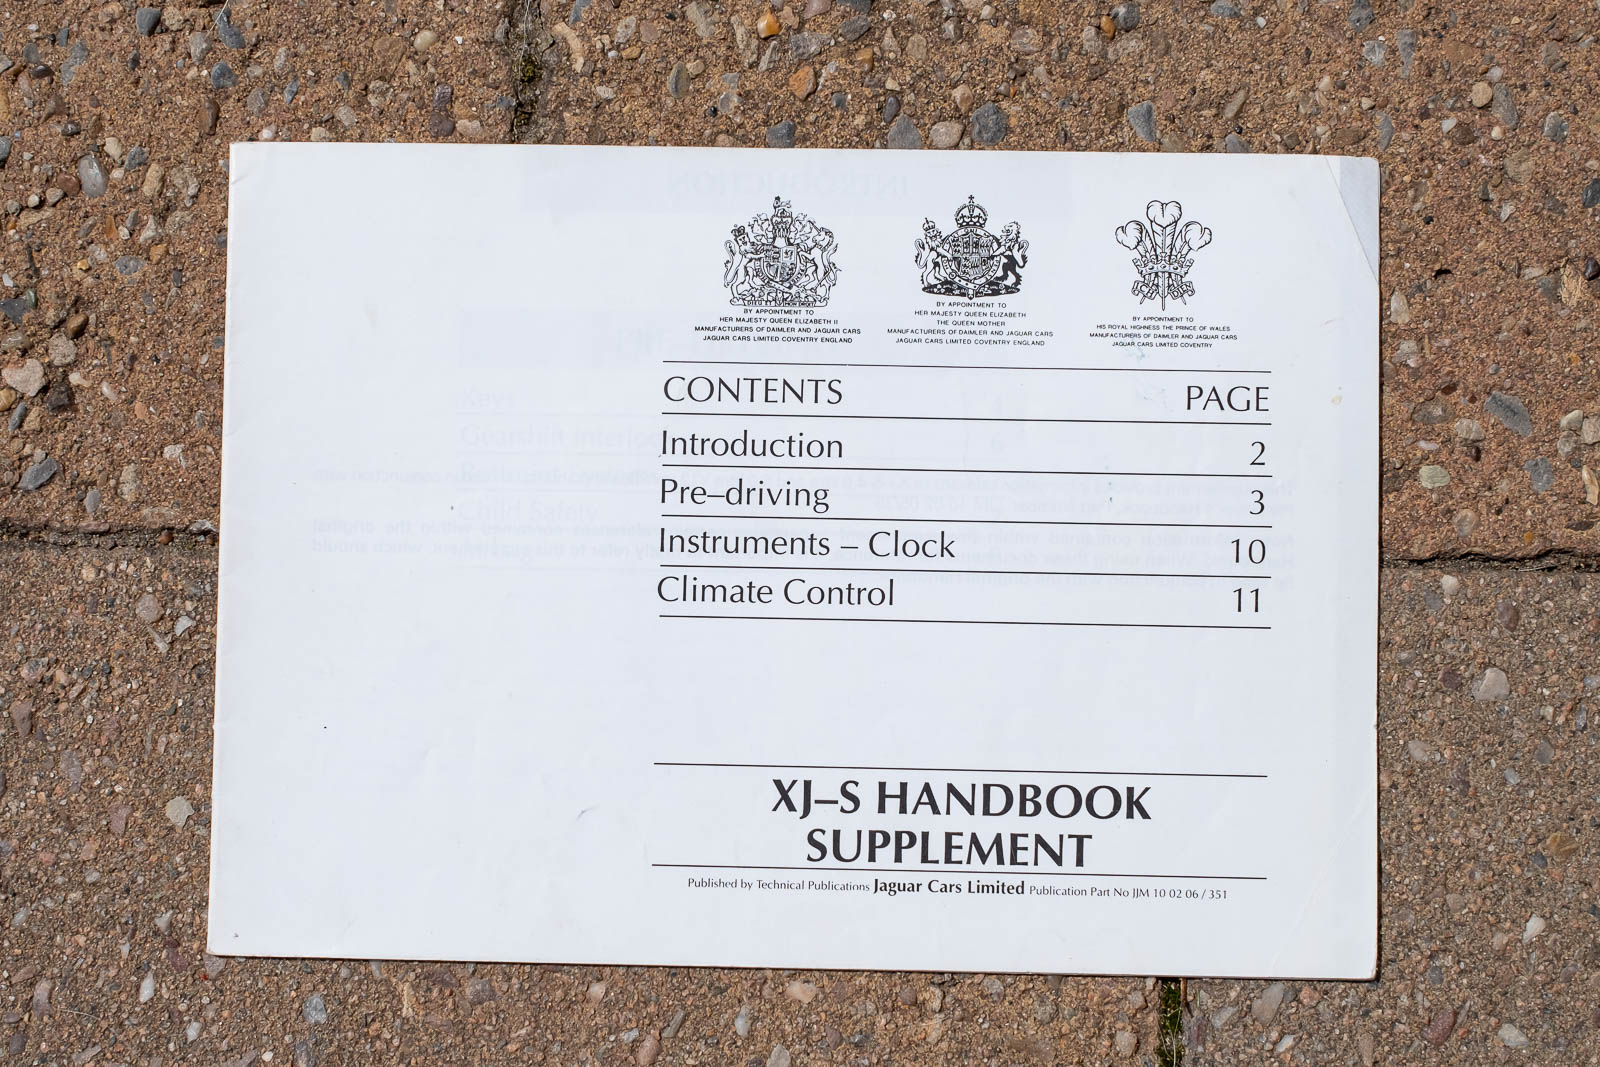 DIEU ET MON DROIT
BY APPOINTMENT TO
HER MAJESTY QUEEN ELIZABETH II
MANUFACTURERS OF DAIMLER AND JAGUAR CARS
JAGUAR CARS LIMITED COVENTRY ENGLAND
BY APPOINTMENT TO
HER MAJESTY QUEEN ELIZABETH
THE QUEEN MOTHER
MANUFACTURERS OF DAIMLER AND JAGUAR CARS
JAGUAR CARS LIMITED COVENTRY ENGLAND
BY APPOINTMENT TO
HIS ROYAL HIGHNESS THE PRINCE OF WALES
MANUFACTURERS OF DAIMLER AND JAGUAR CARS
JAGUAR CARS LIMITED COVENTRY
CONTENTS PAGE
Introduction 2
Pre–driving 3
Instruments – Clock 10
Climate Control 11
XJ–S HANDBOOK
SUPPLEMENT
Published by Technical Publications Jaguar Cars Limited Publication Part No JJM 10 02 06 / 351